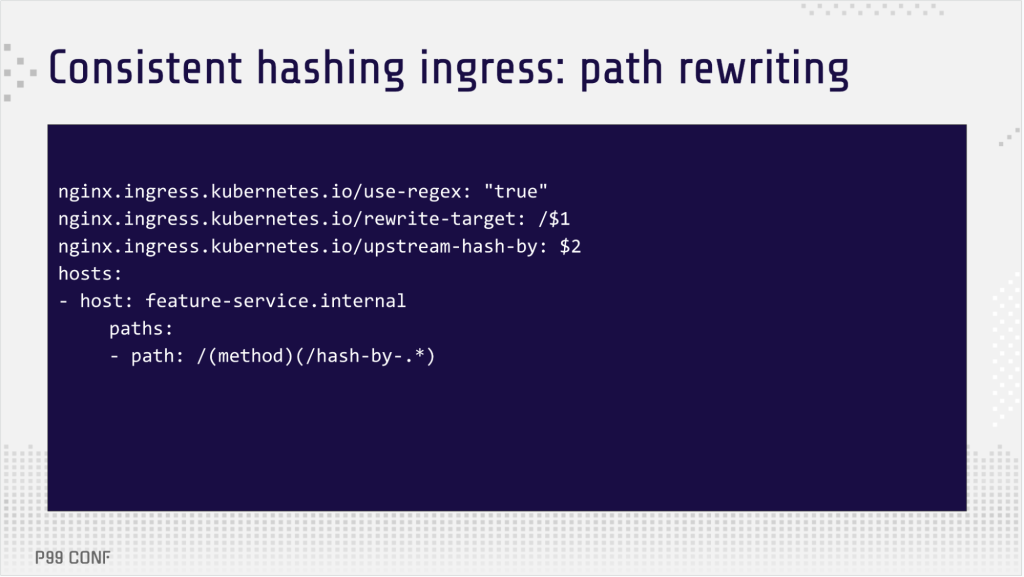 Consistent hashing ingress: path rewriting
nginx.ingress.kubernetes.io/use-regex: "true"
nginx.ingress.kubernetes.io/rewrite-target: /$1
nginx.ingress.kubernetes.io/upstream-hash-by: $2
hosts:
- host: feature-service.internal
paths:
- path: /(method)(/hash-by-.*)
P99 CONF